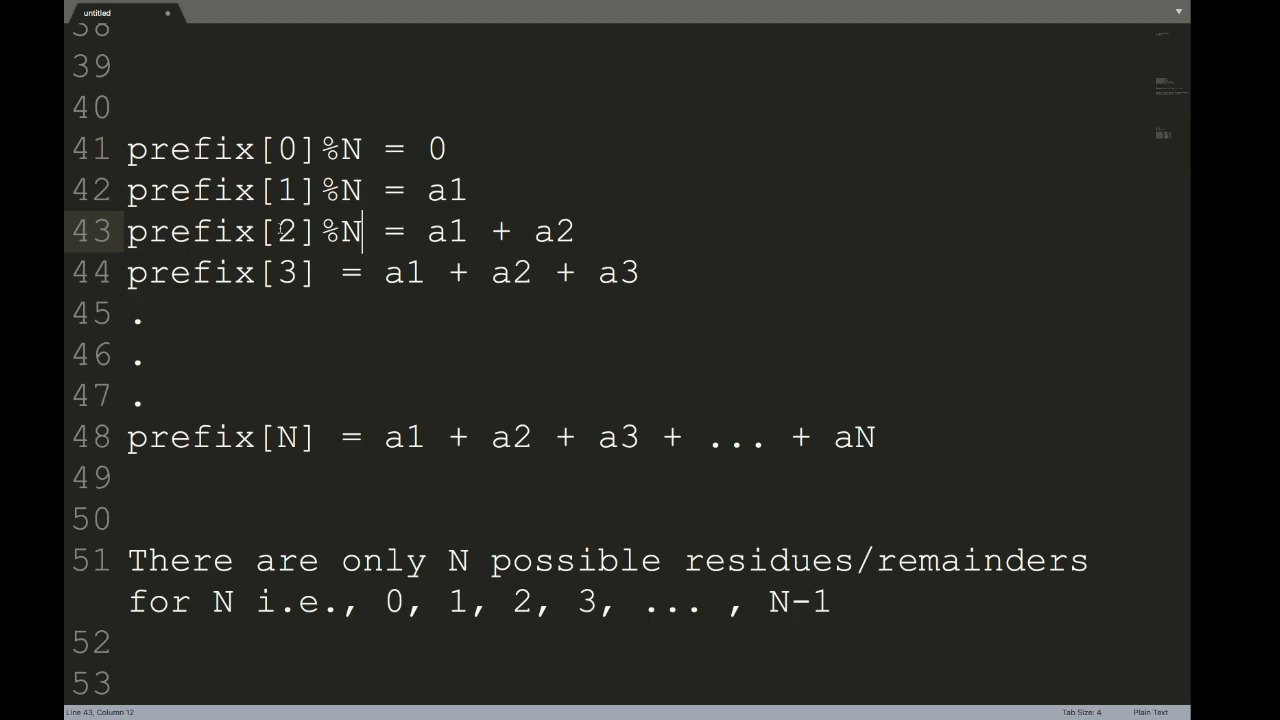 untitled
38
39
40
41 prefix[0]%N = 0
42 prefix[1]%N = a1
43 prefix[2]%N = a1 + a2
44 prefix[3] = a1 + a2 + a3
45 .
46 .
47 .
48 prefix[N] = a1 + a2 + a3 + ... + aN
49
50
51 There are only N possible residues/remainders
for N i.e., 0, 1, 2, 3, ... , N-1
52
53
Line 43, Column 12 Tab Size: 4 Plain Text